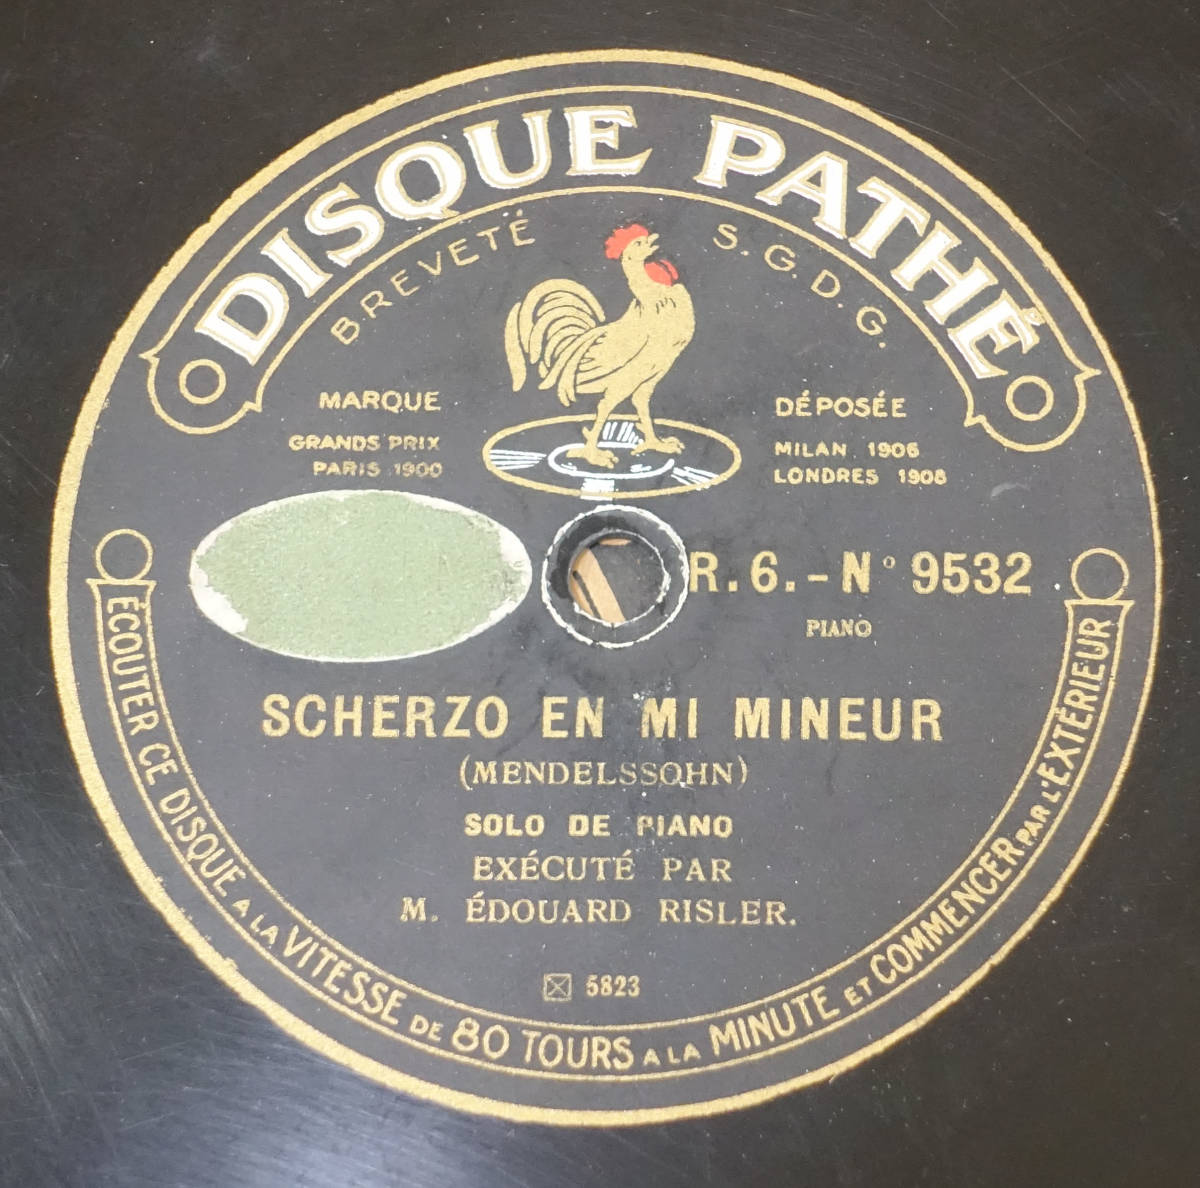 DISQUE PATHÉ
BREVETÉ S.G.D.G.
MARQUE DÉPOSÉE
GRANDS PRIX
PARIS 1900
MILAN 1906
LONDRES 1908
R.6.-N° 9532
PIANO
SCHERZO EN MI MINEUR
(MENDELSSOHN)
SOLO DE PIANO
EXÉCUTÉ PAR
M. ÉDOUARD RISLER.
5823
ÉCOUTER CE DISQUE A LA VITESSE DE 80 TOURS A LA MINUTE ET COMMENCER PAR L'EXTÉRIEUR